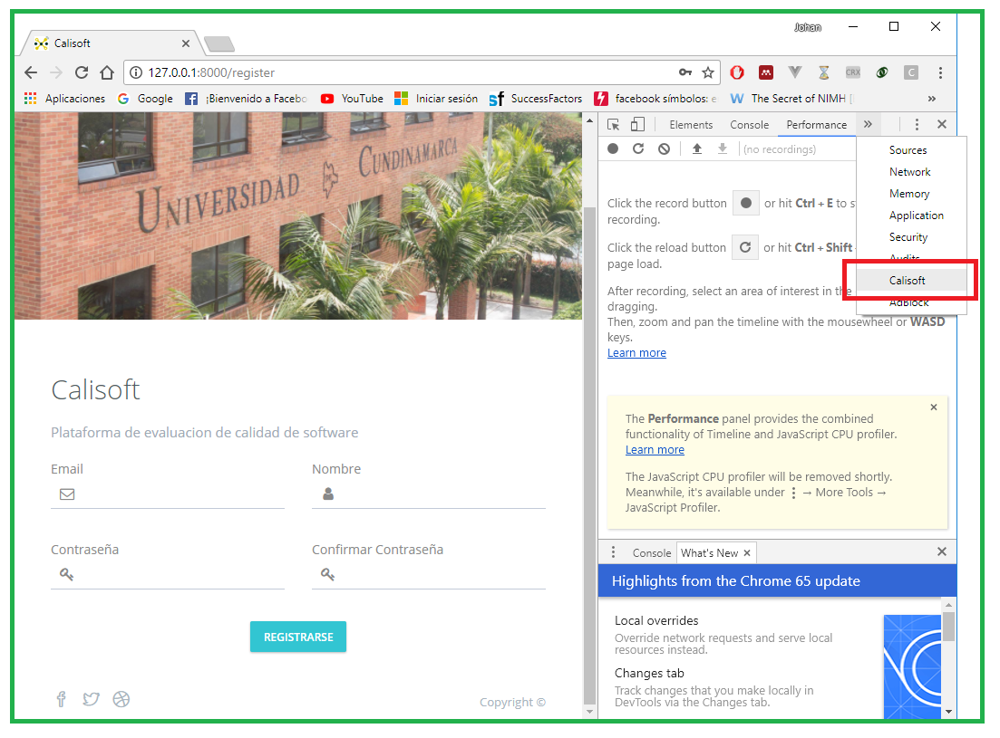 Johan
Calisoft
127.0.0.1:8000/register
Aplicaciones Google ¡Bienvenido a Facebo YouTube Iniciar sesión SuccessFactors facebook símbolos: e The Secret of NIMH
UNIVERSIDAD CUNDINAMARCA
Calisoft
Plataforma de evaluacion de calidad de software
Email
Nombre
Contraseña
Confirmar Contraseña
REGISTRARSE
Copyright ©
Elements Console Performance »
(no recordings)
Click the record button or hit Ctrl + E to s
recording.
Click the reload button or hit Ctrl + Shift
page load.
After recording, select an area of interest in the
dragging.
Then, zoom and pan the timeline with the mousewheel or WASD
keys.
Learn more
Sources
Network
Memory
Application
Security
Audits
Calisoft
AdBlock
The Performance panel provides the combined
functionality of Timeline and JavaScript CPU profiler.
Learn more
The JavaScript CPU profiler will be removed shortly.
Meanwhile, it's available under ⋮ → More Tools →
JavaScript Profiler.
Console What's New ×
Highlights from the Chrome 65 update
Local overrides
Override network requests and serve local
resources instead.
Changes tab
Track changes that you make locally in
DevTools via the Changes tab.